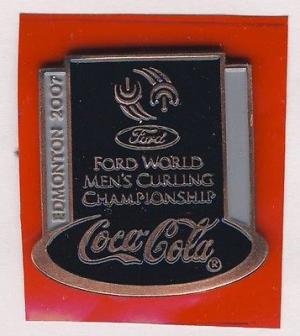 EDMONTON 2007
Ford
FORD WORLD
MEN'S CURLING
CHAMPIONSHIP
Coca-Cola®